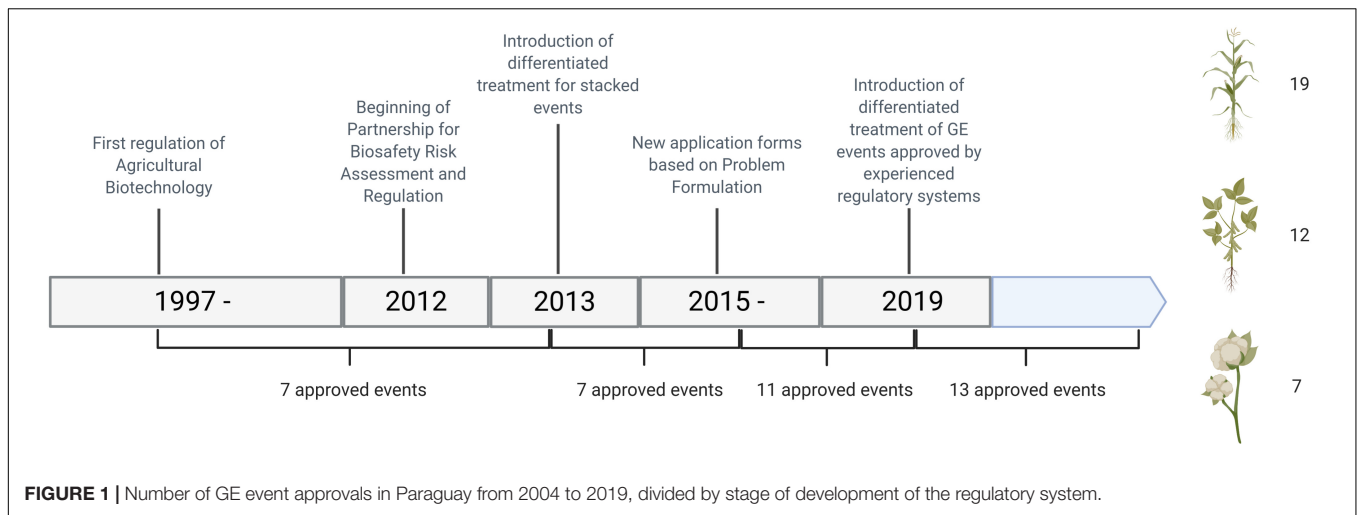 First regulation of
Agricultural
Biotechnology
Beginning of
Partnership for
Biosafety Risk
Assessment and
Regulation
Introduction of
differentiated
treatment for stacked
events
New application forms
based on Problem
Formulation
Introduction of
differentiated
treatment of GE
events approved by
experienced
regulatory systems
1997 -
2012
2013
2015 -
2019
7 approved events
7 approved events
11 approved events
13 approved events
19
12
7
FIGURE 1 | Number of GE event approvals in Paraguay from 2004 to 2019, divided by stage of development of the regulatory system.